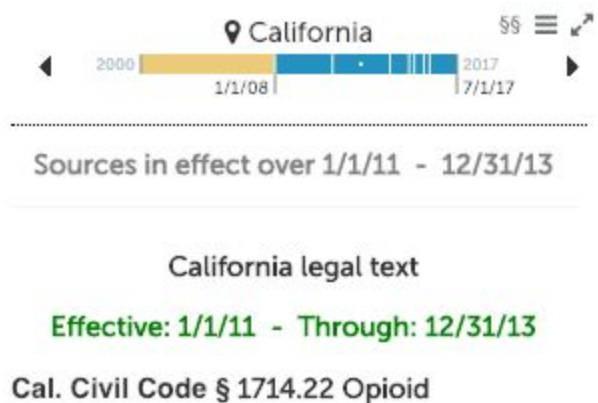 California §§
2000 2017
1/1/08 7/1/17
Sources in effect over 1/1/11 - 12/31/13
California legal text
Effective: 1/1/11 - Through: 12/31/13
Cal. Civil Code § 1714.22 Opioid